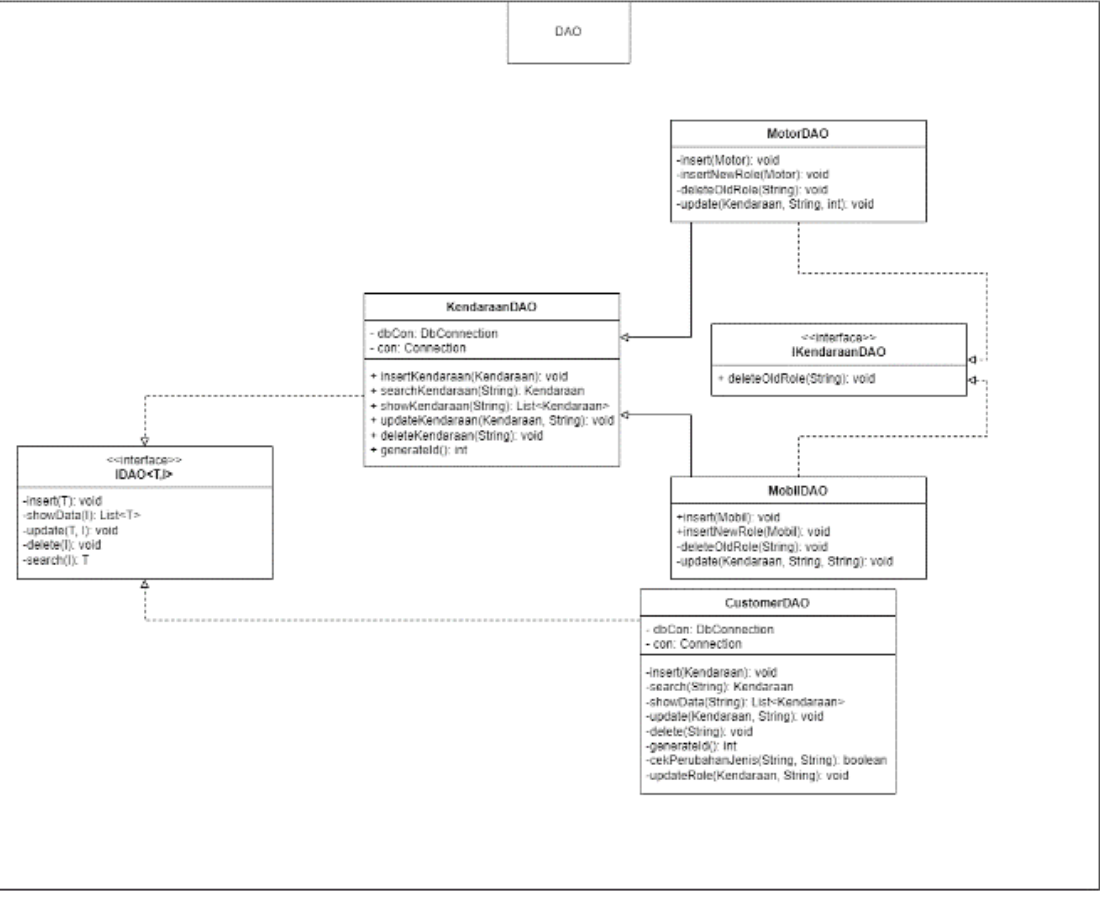 DAO
MotorDAO
-insert(Motor): void
-insertNewRole(Motor): void
-deleteOldRole(String): void
-update(Kendaraan, String, int): void
KendaraanDAO
- dbCon: DbConnection
- con: Connection
+ insertKendaraan(Kendaraan): void
+ searchKendaraan(String): Kendaraan
+ showKendaraan(String): List<Kendaraan>
+ updateKendaraan(Kendaraan, String): void
+ deleteKendaraan(String): void
+ generateId(): int
<<interface>>
IKendaraanDAO
+ deleteOldRole(String): void
<<interface>>
IDAO<T,I>
-insert(T): void
-showData(I): List<T>
-update(T, I): void
-delete(I): void
-search(I): T
MobilDAO
+insert(Mobil): void
+insertNewRole(Mobil): void
-deleteOldRole(String): void
-update(Kendaraan, String, String): void
CustomerDAO
- dbCon: DbConnection
- con: Connection
-insert(Kendaraan): void
-search(String): Kendaraan
-showData(String): List<Kendaraan>
-update(Kendaraan, String): void
-delete(String): void
-generateId(): int
-cekPerubahanJenis(String, String): boolean
-updateRole(Kendaraan, String): void